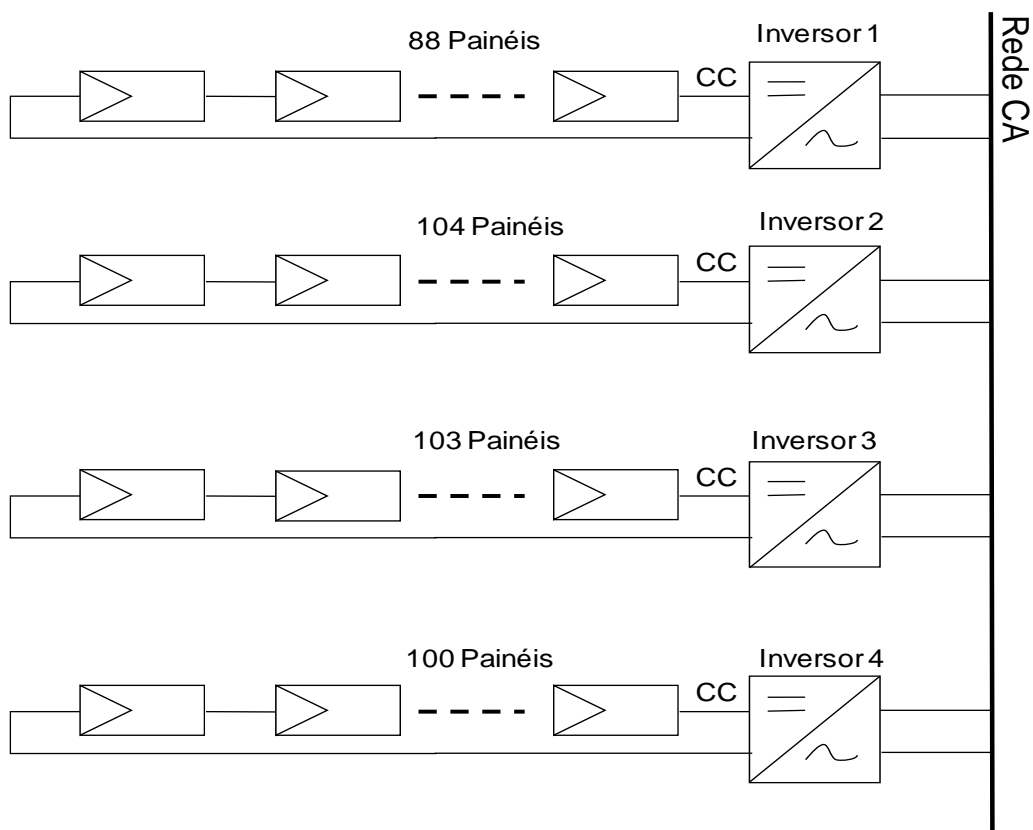 88 Painéis
Inversor 1
CC
104 Painéis
Inversor 2
CC
103 Painéis
Inversor 3
CC
100 Painéis
Inversor 4
CC
Rede CA